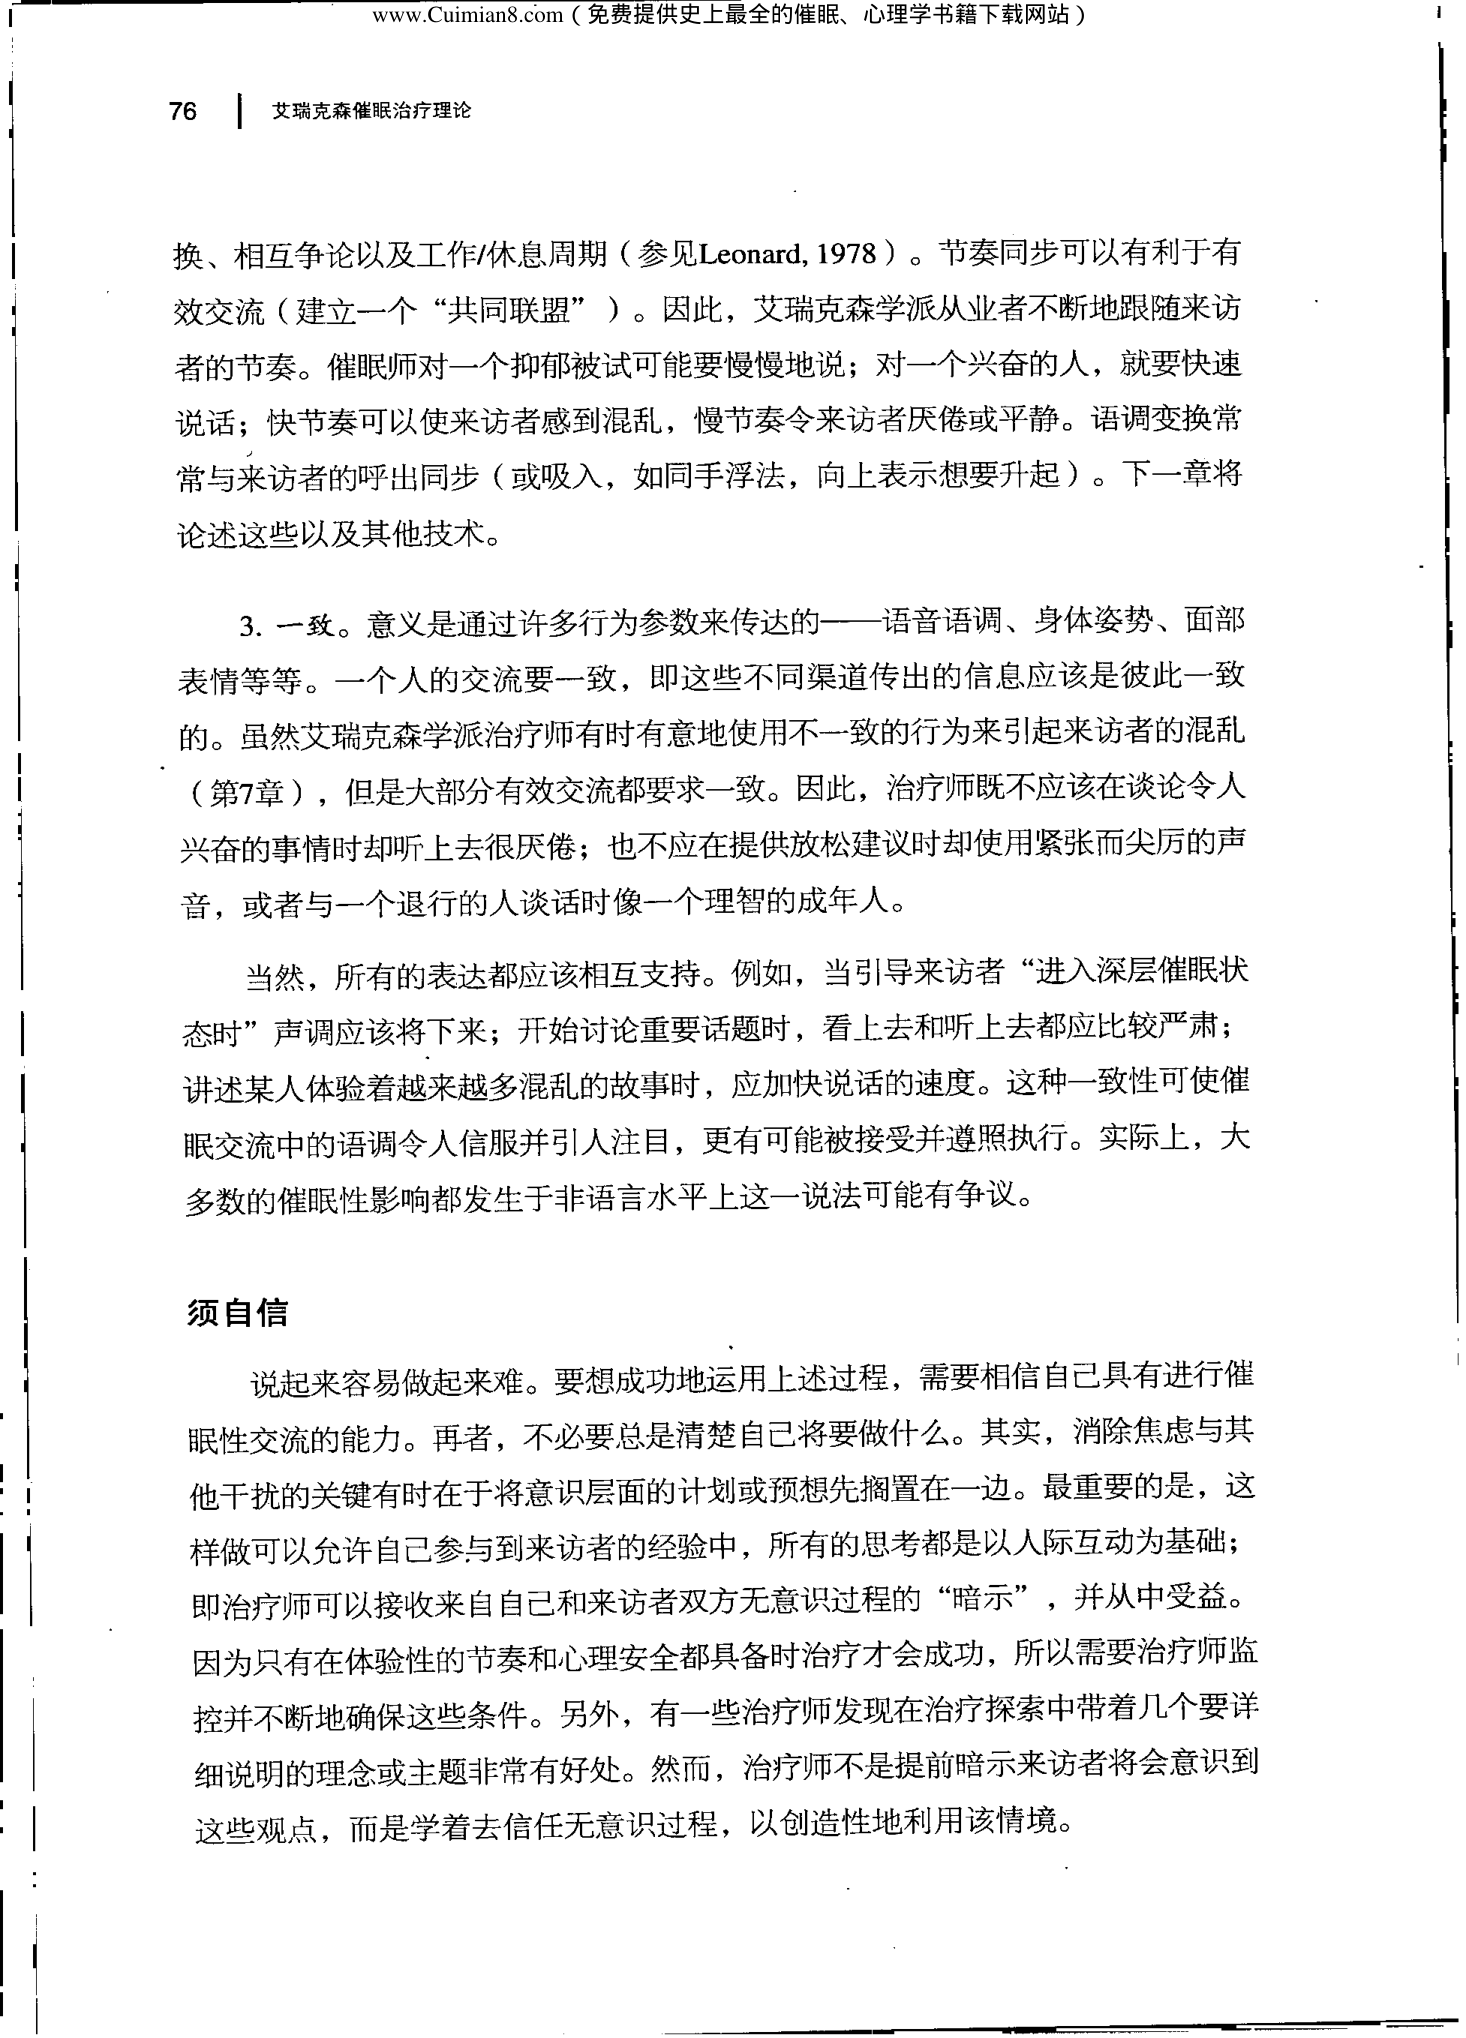 www.Cuimian8.com（免费提供史上最全的催眠、心理学书籍下载网站）
76 艾瑞克森催眠治疗理论
换、相互争论以及工作/休息周期（参见Leonard, 1978）。节奏同步可以有利于有
效交流（建立一个“共同联盟”）。因此，艾瑞克森学派从业者不断地跟随来访
者的节奏。催眠师对一个抑郁被试可能要慢慢地说；对一个兴奋的人，就要快速
说话；快节奏可以使来访者感到混乱，慢节奏令来访者厌倦或平静。语调变换常
常与来访者的呼出同步（或吸入，如同手浮法，向上表示想要升起）。下一章将
论述这些以及其他技术。
3. 一致。意义是通过许多行为参数来传达的——语音语调、身体姿势、面部
表情等等。一个人的交流要一致，即这些不同渠道传出的信息应该是彼此一致
的。虽然艾瑞克森学派治疗师有时有意地使用不一致的行为来引起来访者的混乱
（第7章），但是大部分有效交流都要求一致。因此，治疗师既不应该在谈论令人
兴奋的事情时却听上去很厌倦；也不应在提供放松建议时却使用紧张而尖厉的声
音，或者与一个退行的人谈话时像一个理智的成年人。
当然，所有的表达都应该相互支持。例如，当引导来访者“进入深层催眠状
态时”声调应该将下来；开始讨论重要话题时，看上去和听上去都应比较严肃；
讲述某人体验着越来越多混乱的故事时，应加快说话的速度。这种一致性可使催
眠交流中的语调令人信服并引人注目，更有可能被接受并遵照执行。实际上，大
多数的催眠性影响都发生于非语言水平上这一说法可能有争议。
须自信
说起来容易做起来难。要想成功地运用上述过程，需要相信自己具有进行催
眠性交流的能力。再者，不必要总是清楚自己将要做什么。其实，消除焦虑与其
他干扰的关键有时在于将意识层面的计划或预想先搁置在一边。最重要的是，这
样做可以允许自己参与到来访者的经验中，所有的思考都是以人际互动为基础；
即治疗师可以接收来自自己和来访者双方无意识过程的“暗示”，并从中受益。
因为只有在体验性的节奏和心理安全都具备时治疗才会成功，所以需要治疗师监
控并不断地确保这些条件。另外，有一些治疗师发现在治疗探索中带着几个要详
细说明的理念或主题非常有好处。然而，治疗师不是提前暗示来访者将会意识到
这些观点，而是学着去信任无意识过程，以创造性地利用该情境。